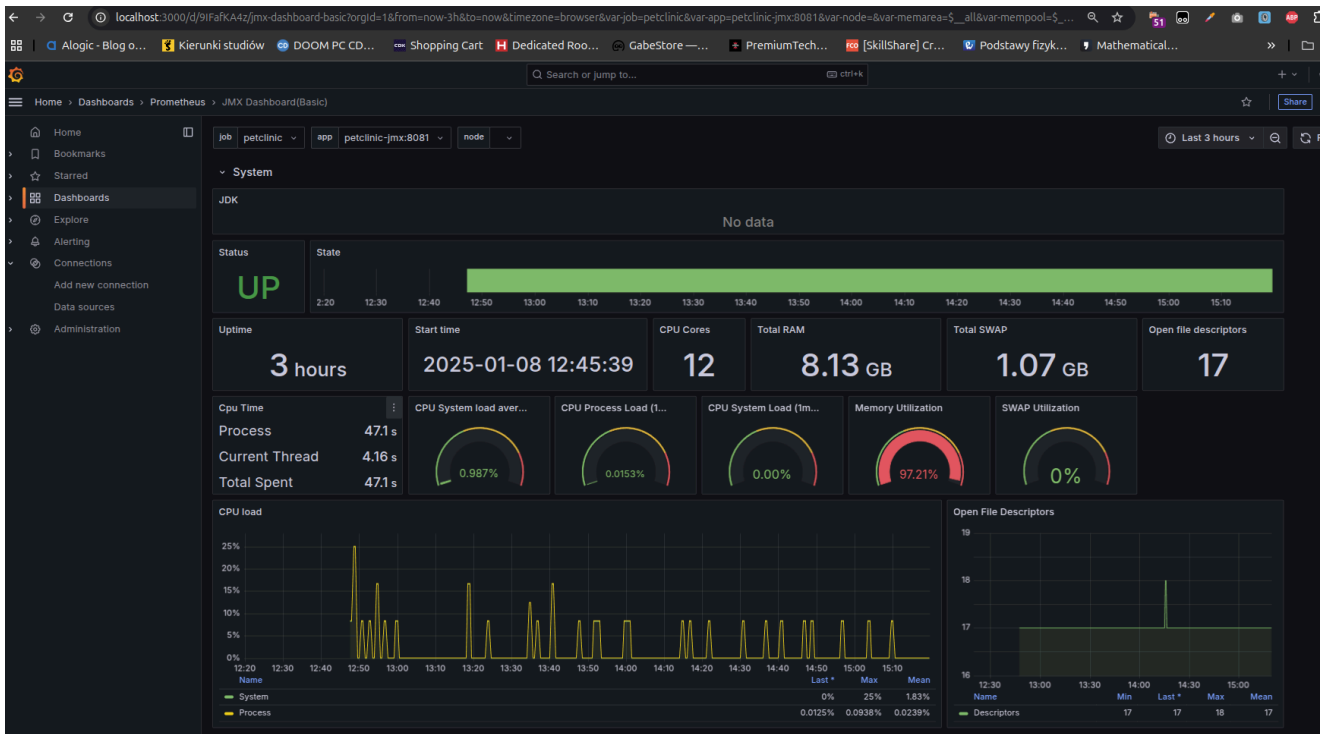 localhost:3000/d/9IFafKA4z/jmx-dashboard-basic?orgId=1&from=now-3h&to=now&timezone=browser&var-job=petclinic&var-app=petclinic-jmx:8081&var-node=&var-memarea=$__all&var-mempool=$_...
51
ABP
Alogic - Blog o... Kierunki studiów DOOM PC CD... Shopping Cart Dedicated Roo... GabeStore —... PremiumTech... [SkillShare] Cr... Podstawy fizyk... Mathematical... »
Search or jump to... ctrl+k
Home › Dashboards › Prometheus › JMX Dashboard(Basic)
Share
Home
Bookmarks
Starred
Dashboards
Explore
Alerting
Connections
Add new connection
Data sources
Administration
job petclinic app petclinic-jmx:8081 node
Last 3 hours
System
JDK
No data
Status
UP
State
2:20 12:30 12:40 12:50 13:00 13:10 13:20 13:30 13:40 13:50 14:00 14:10 14:20 14:30 14:40 14:50 15:00 15:10
Uptime
3 hours
Start time
2025-01-08 12:45:39
CPU Cores
12
Total RAM
8.13 GB
Total SWAP
1.07 GB
Open file descriptors
17
Cpu Time
Process 47.1 s
Current Thread 4.16 s
Total Spent 47.1 s
CPU System load aver...
0.987%
CPU Process Load (1...
0.0153%
CPU System Load (1m...
0.00%
Memory Utilization
97.21%
SWAP Utilization
0%
CPU load
25%
20%
15%
10%
5%
0%
12:20 12:30 12:40 12:50 13:00 13:10 13:20 13:30 13:40 13:50 14:00 14:10 14:20 14:30 14:40 14:50 15:00 15:10
Name Last * Max Mean
System 0% 25% 1.83%
Process 0.0125% 0.0938% 0.0239%
Open File Descriptors
19
18
17
16
12:30 13:00 13:30 14:00 14:30 15:00
Name Min Last * Max Mean
Descriptors 17 17 18 17